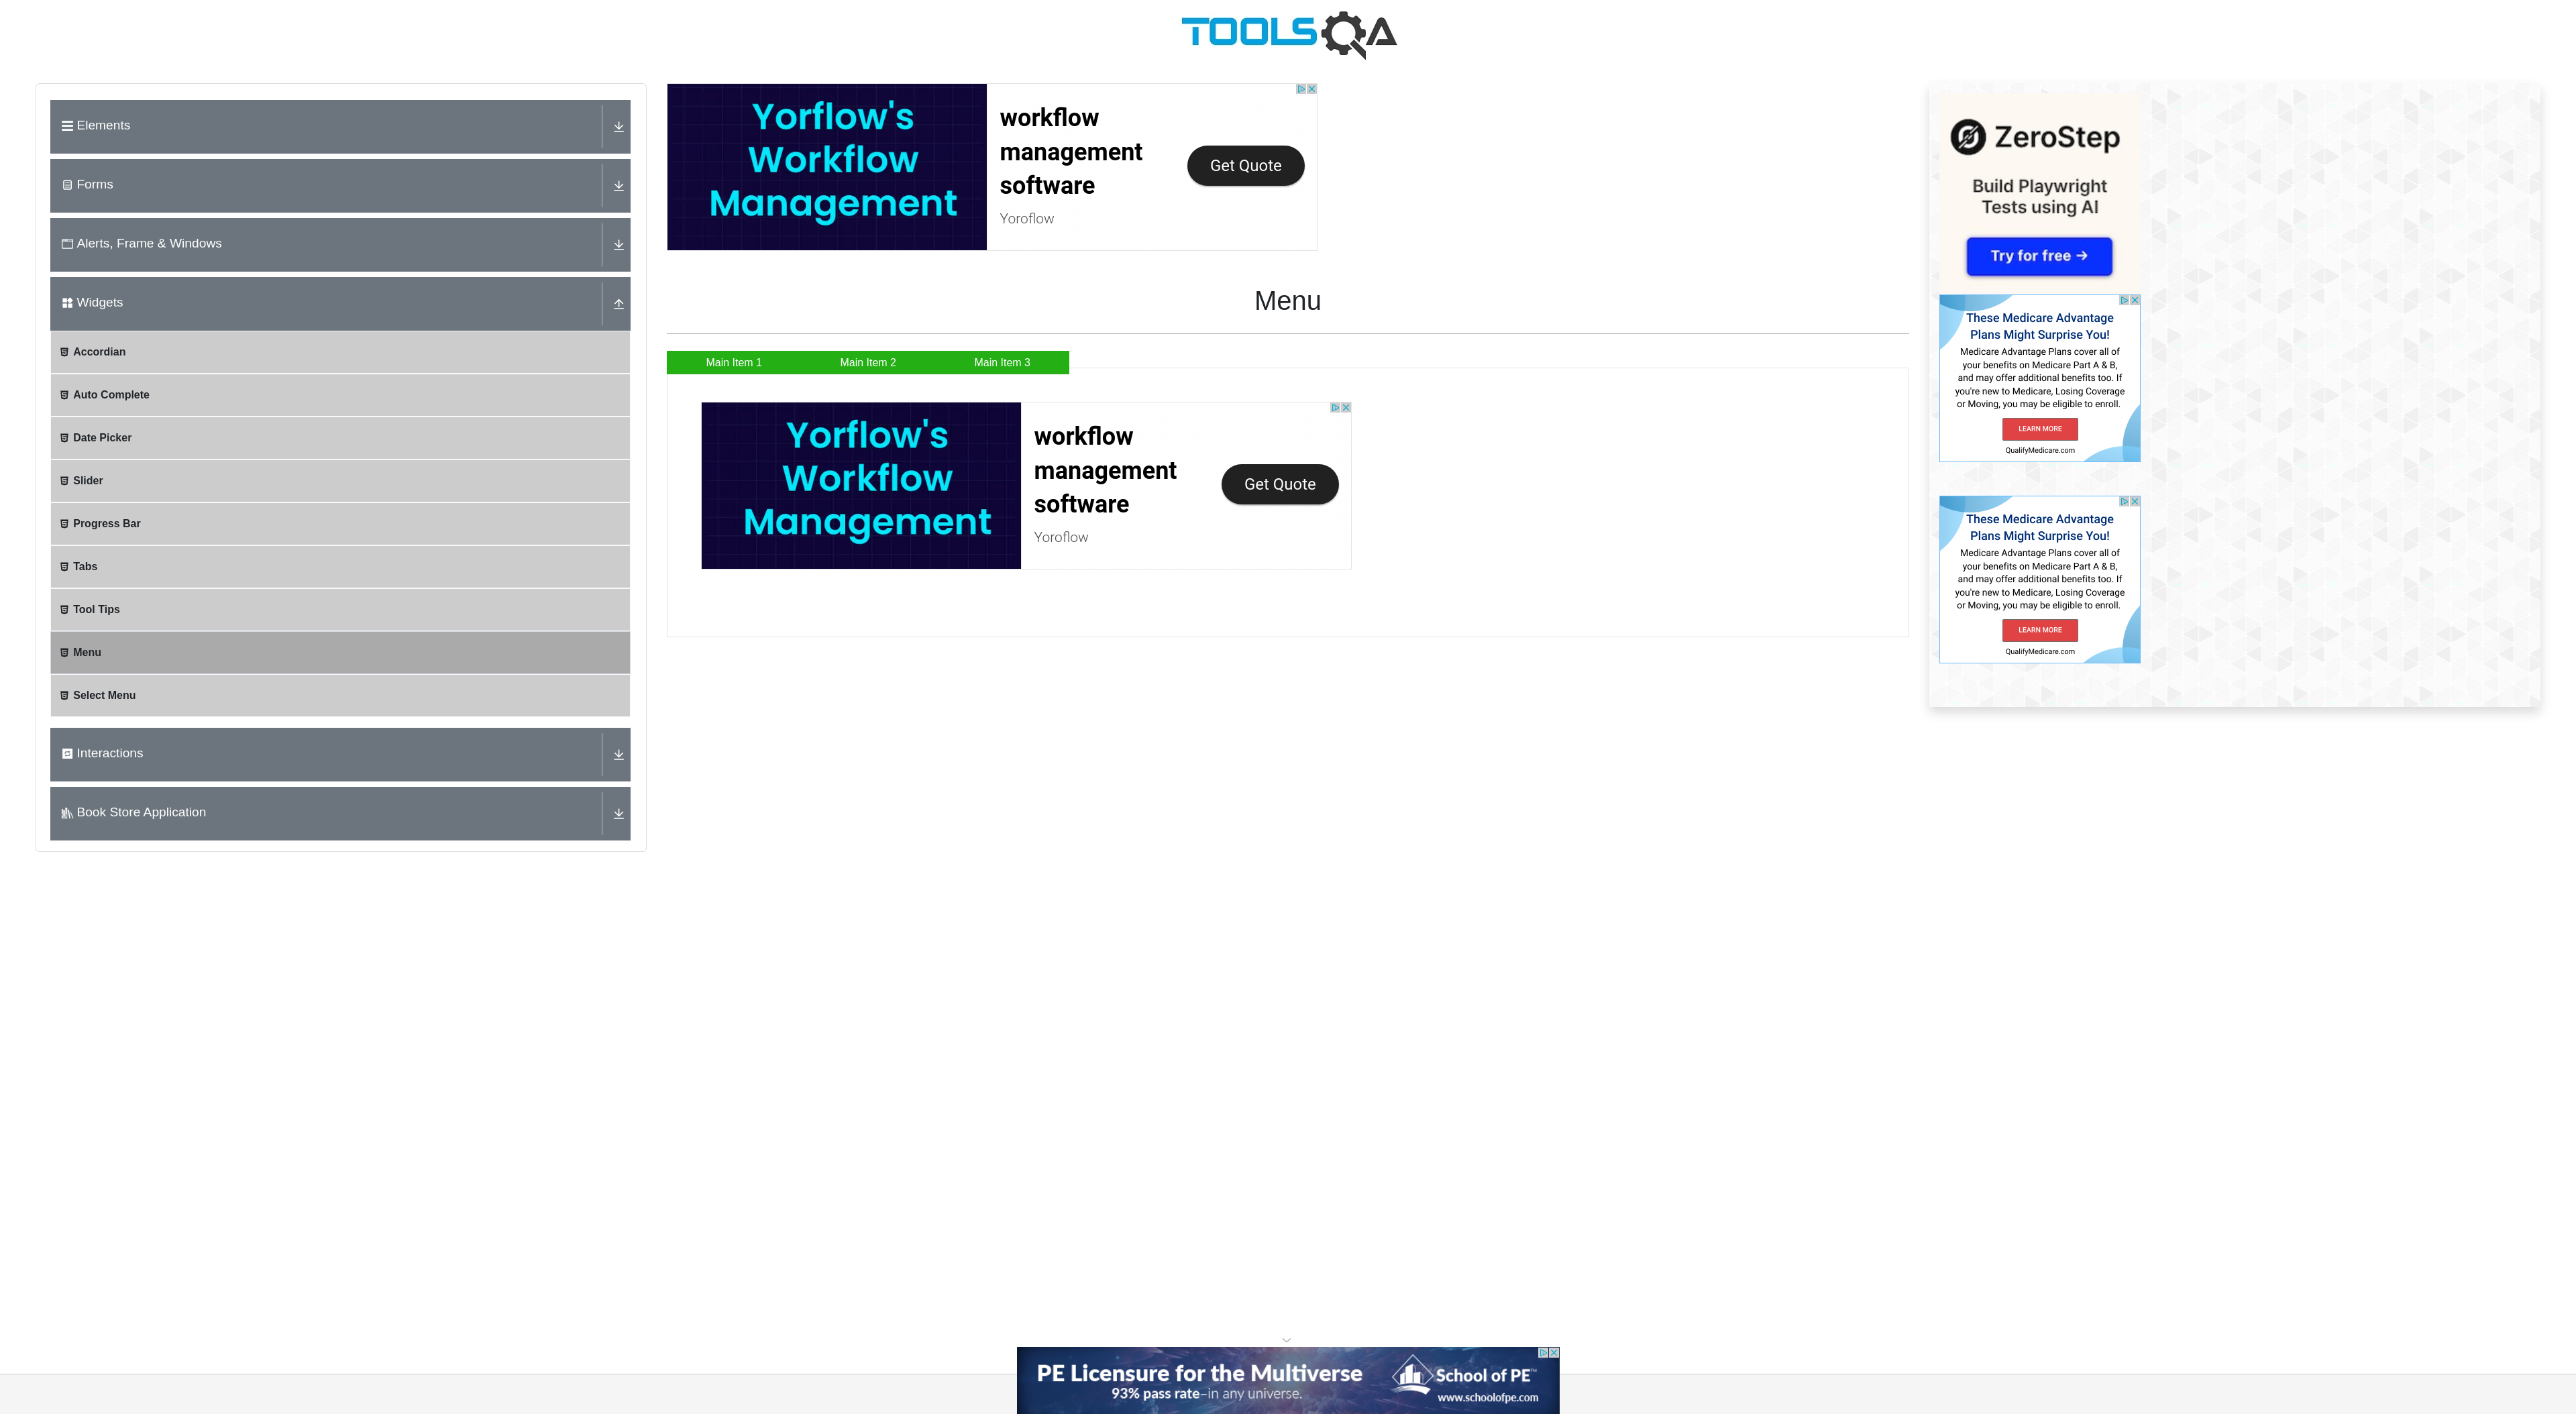 TOOLSQA
Elements
Forms
Alerts, Frame & Windows
Widgets
Accordian
Auto Complete
Date Picker
Slider
Progress Bar
Tabs
Tool Tips
Menu
Select Menu
Interactions
Book Store Application
Yorflow's
Workflow
Management
workflow
management
software
Yoroflow
Get Quote
Menu
Main Item 1
Main Item 2
Main Item 3
Yorflow's
Workflow
Management
workflow
management
software
Yoroflow
Get Quote
ZeroStep
Build Playwright
Tests using AI
Try for free →
These Medicare Advantage
Plans Might Surprise You!
Medicare Advantage Plans cover all of
your benefits on Medicare Part A & B,
and may offer additional benefits too. If
you're new to Medicare, Losing Coverage
or Moving, you may be eligible to enroll.
LEARN MORE
QualifyMedicare.com
These Medicare Advantage
Plans Might Surprise You!
Medicare Advantage Plans cover all of
your benefits on Medicare Part A & B,
and may offer additional benefits too. If
you're new to Medicare, Losing Coverage
or Moving, you may be eligible to enroll.
LEARN MORE
QualifyMedicare.com
PE Licensure for the Multiverse
93% pass rate–in any universe.
School of PE™
www.schoolofpe.com